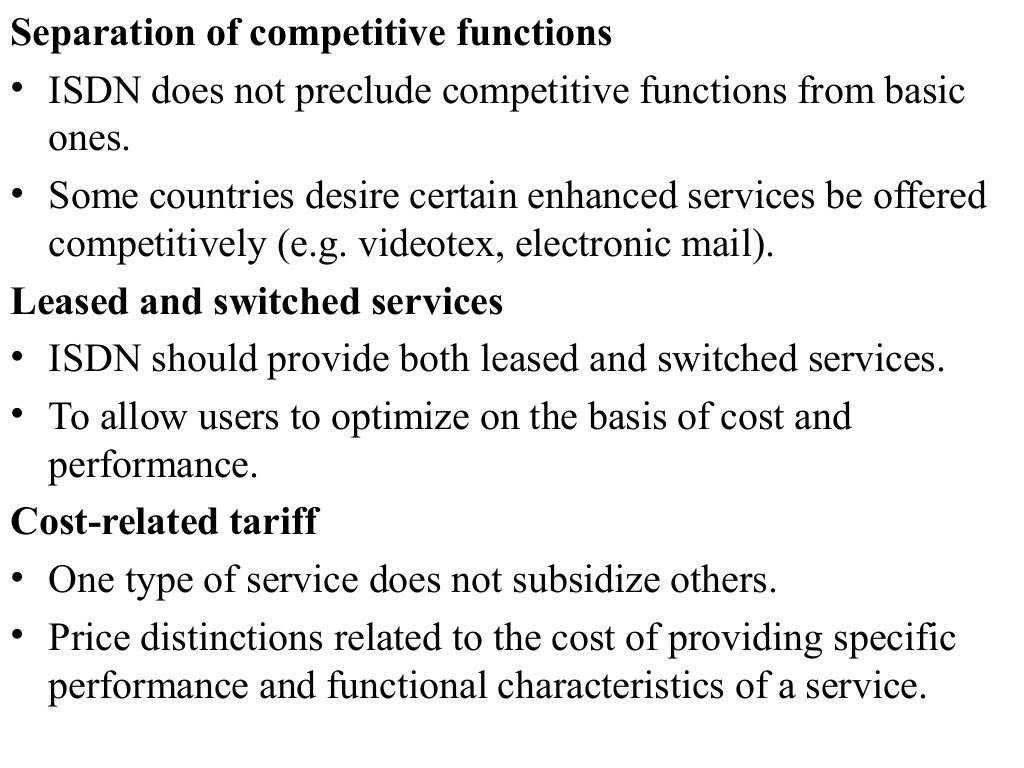 Separation of competitive functions
• ISDN does not preclude competitive functions from basic
ones.
• Some countries desire certain enhanced services be offered
competitively (e.g. videotex, electronic mail).
Leased and switched services
• ISDN should provide both leased and switched services.
• To allow users to optimize on the basis of cost and
performance.
Cost-related tariff
• One type of service does not subsidize others.
• Price distinctions related to the cost of providing specific
performance and functional characteristics of a service.